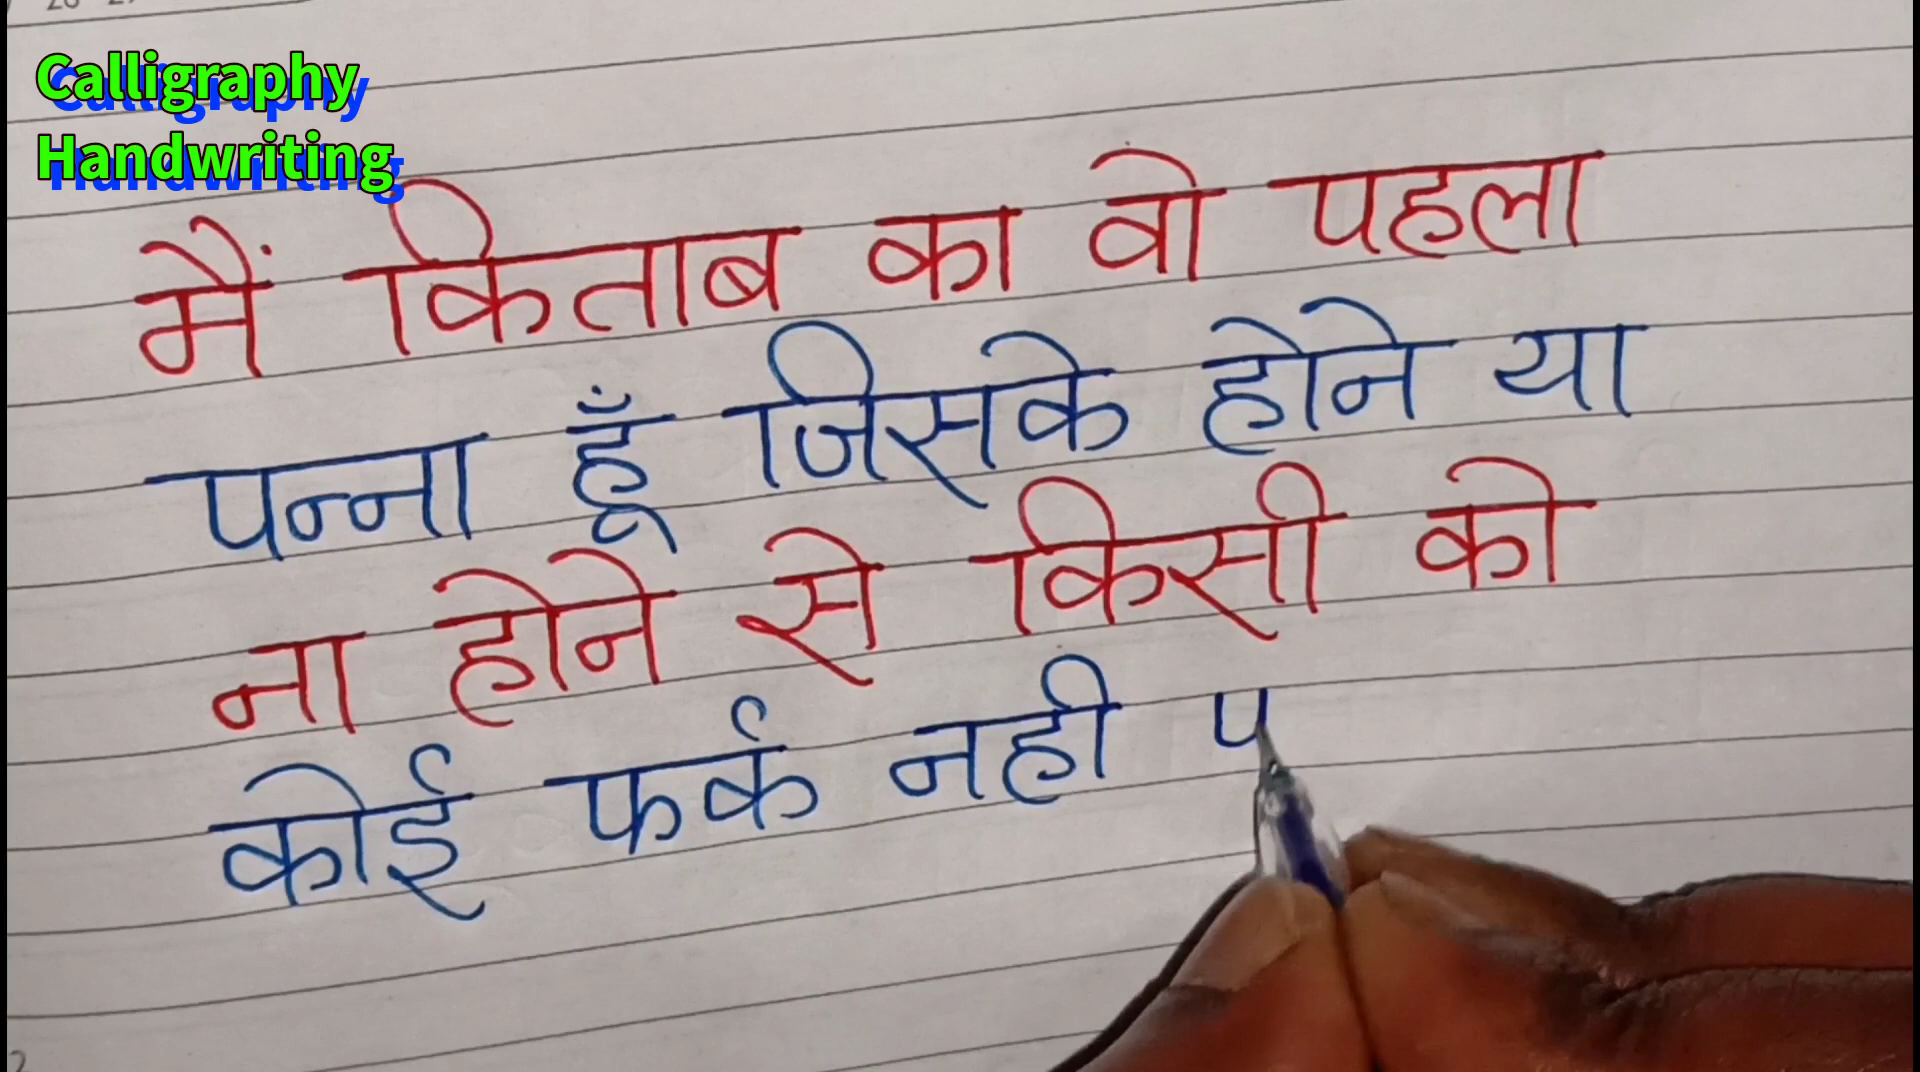 Calligraphy
Handwriting
मैं किताब का वो पहला
पन्ना हूँ जिसके होने या
ना होने से किसी को
कोई फर्क नही प